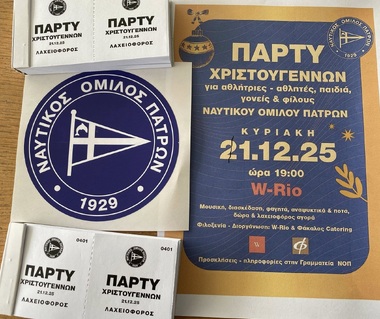 ΠΑΡΤΥ
ΧΡΙΣΤΟΥΓΕΝΝΩΝ
21.12.25
ΛΑΧΕΙΟΦΟΡΟΣ
ΠΑΡΤΥ
ΧΡΙΣΤΟΥΓΕΝΝΩΝ
21.12.25
ΛΑΧΕΙΟΦΟΡΟΣ
ΝΑΥΤΙΚΟΣ ΟΜΙΛΟΣ ΠΑΤΡΩΝ
1929
0401
ΠΑΡΤΥ
ΧΡΙΣΤΟΥΓΕΝΝΩΝ
21.12.25
ΛΑΧΕΙΟΦΟΡΟΣ
0401
ΠΑΡΤΥ
ΧΡΙΣΤΟΥΓΕΝΝΩΝ
21.12.25
ΛΑΧΕΙΟΦΟΡΟΣ
ΝΑΥΤΙΚΟΣ ΟΜΙΛΟΣ ΠΑΤΡΩΝ
1929
ΠΑΡΤΥ
ΧΡΙΣΤΟΥΓΕΝΝΩΝ
για αθλήτριες - αθλητές, παιδιά,
γονείς & φίλους
ΝΑΥΤΙΚΟΥ ΟΜΙΛΟΥ ΠΑΤΡΩΝ
ΚΥΡΙΑΚΗ
21.12.25
ώρα 19:00
W-Rio
Μουσική, διασκέδαση, φαγητά, αναψυκτικά & ποτά,
δώρα & λαχειοφόρος αγορά
Φιλοξενία - Διοργάνωση: W-Rio & Φάκαλος Catering
Προσκλήσεις - πληροφορίες στην Γραμματεία ΝΟΠ